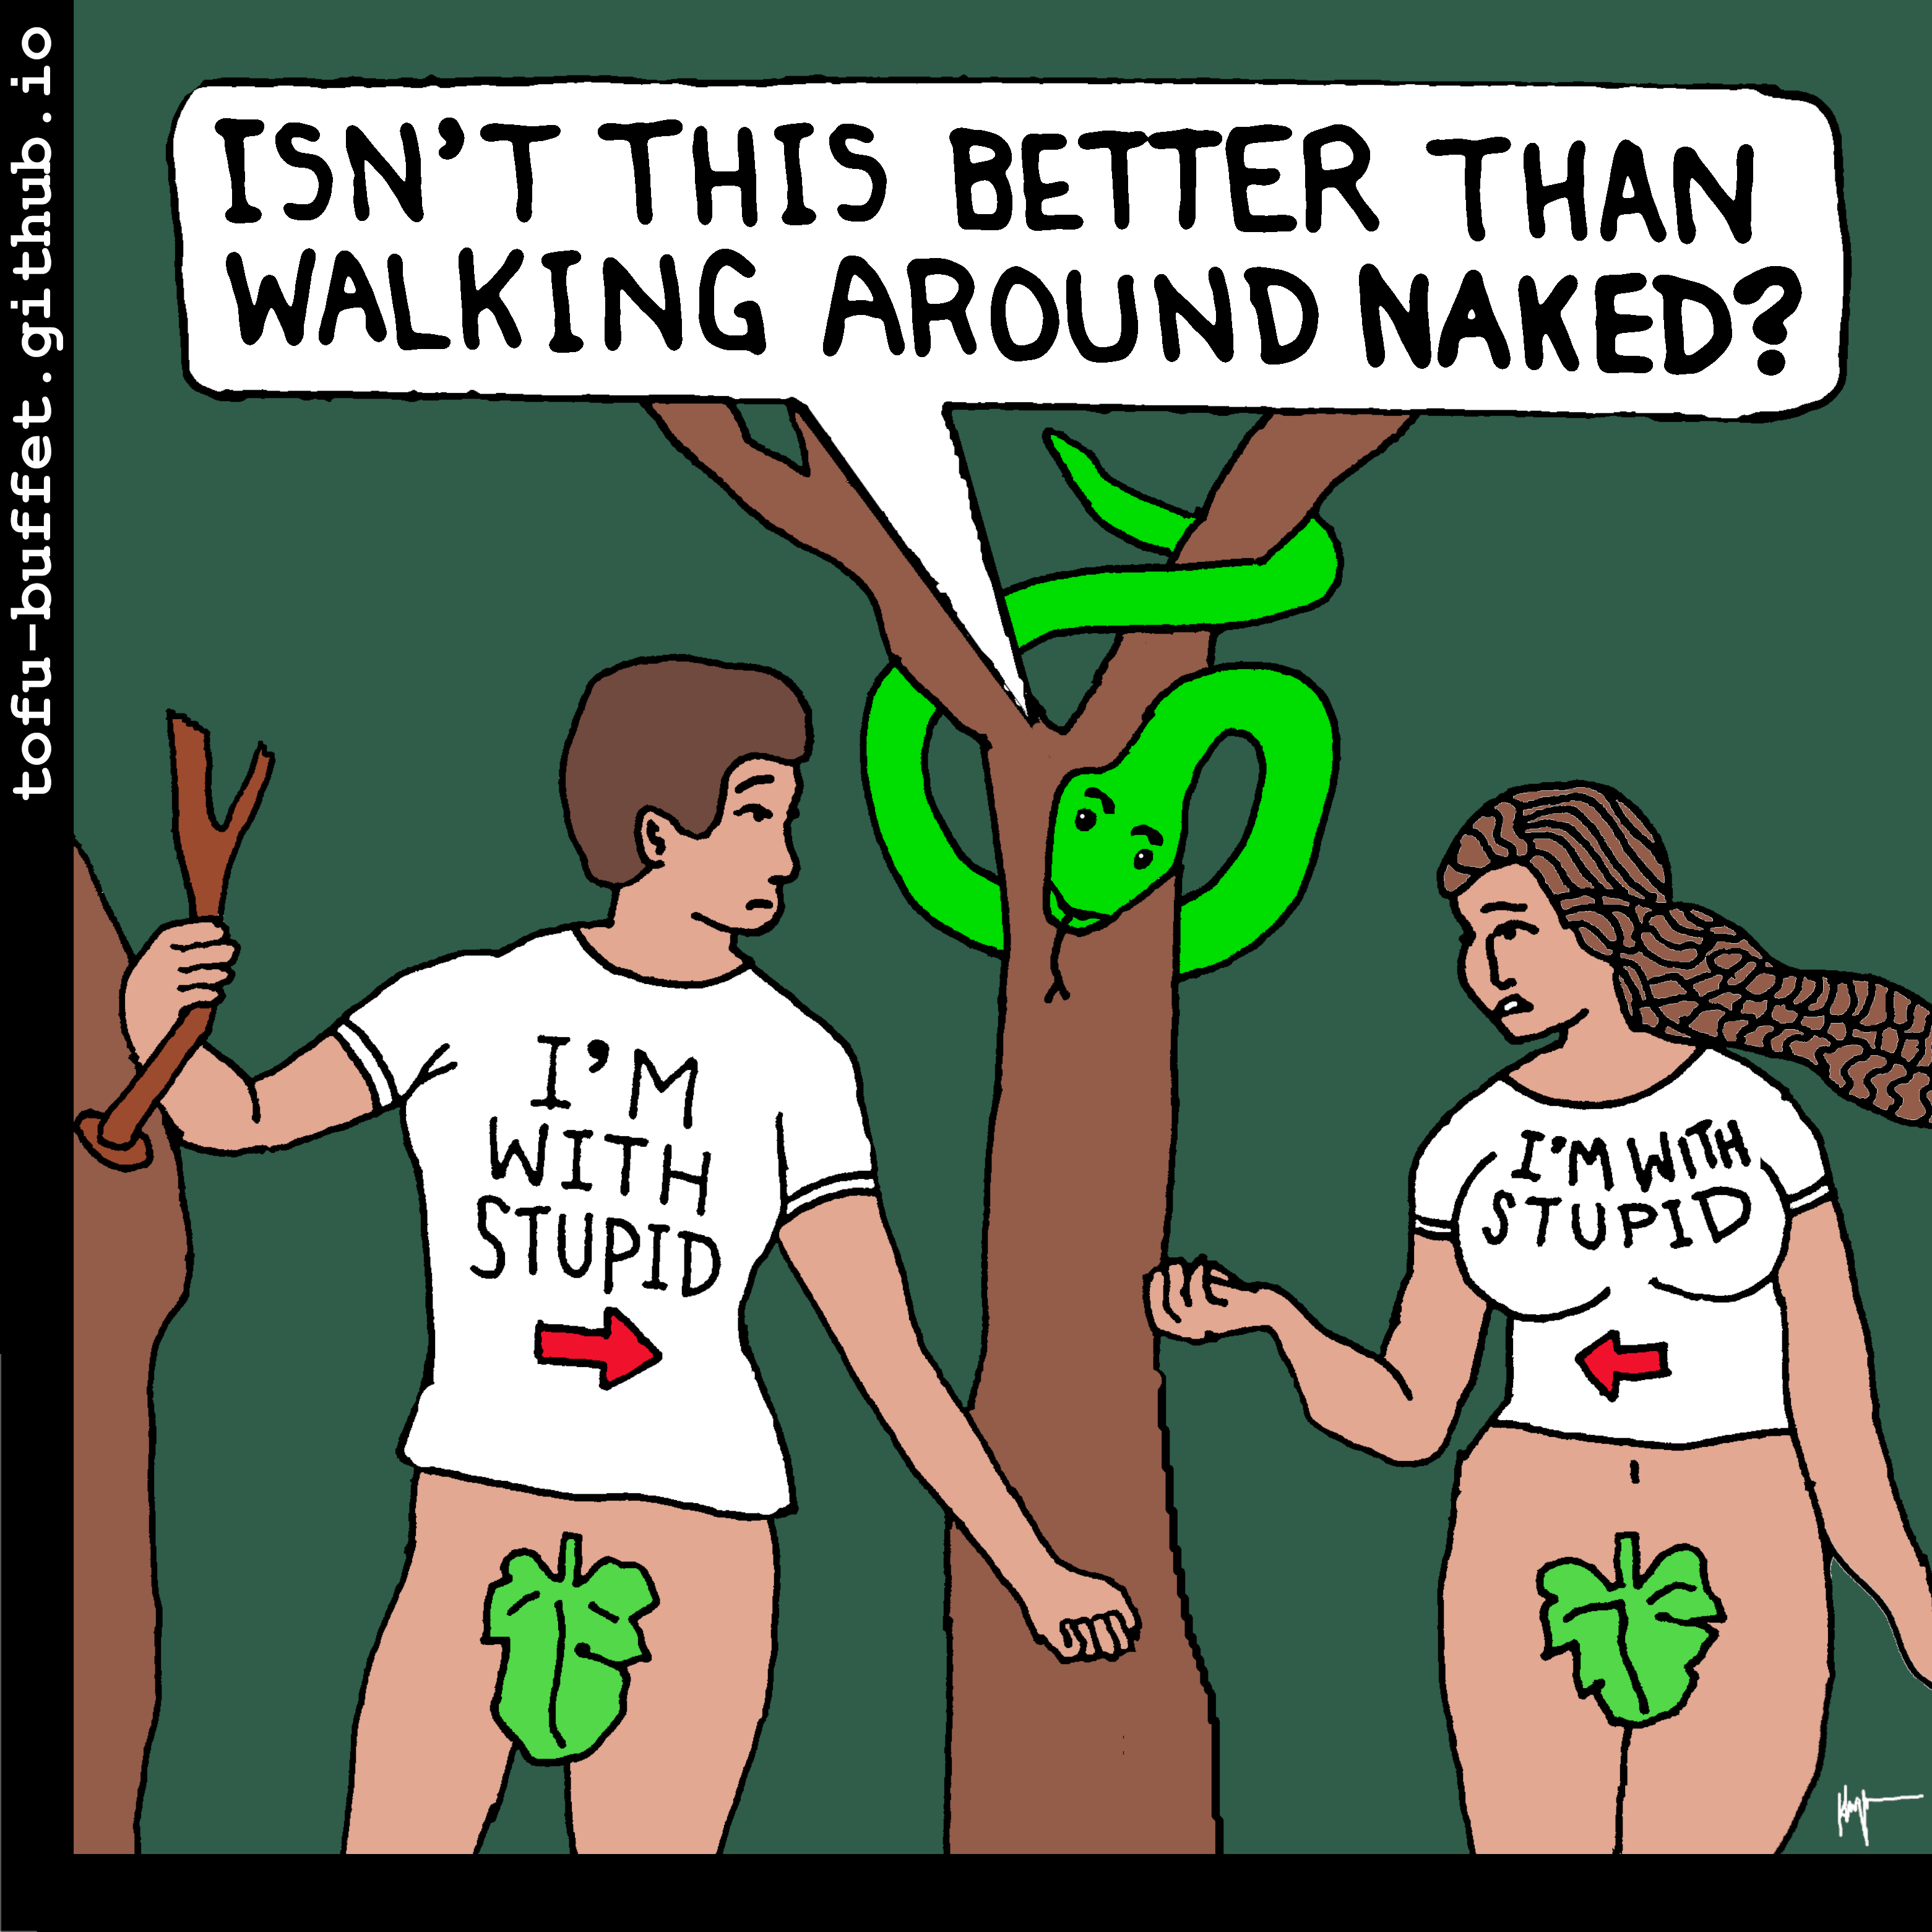 tofu-buffet.github.io
ISN'T THIS BETTER THAN
WALKING AROUND NAKED?
I'M
WITH
STUPID
I'M WITH
STUPID